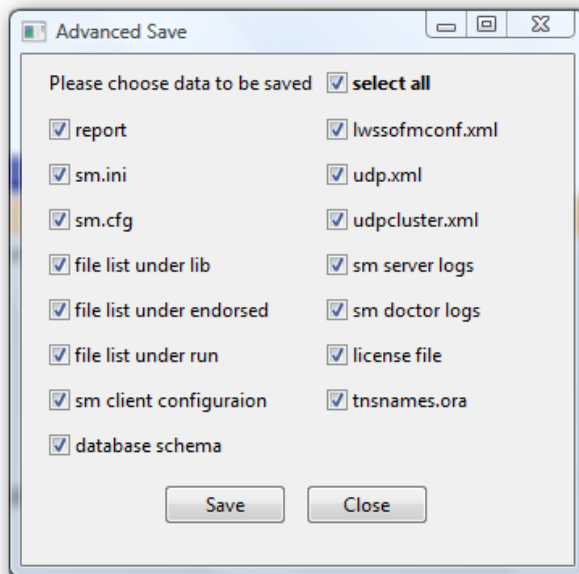 Advanced Save
Please choose data to be saved select all
report lwssofmconf.xml
sm.ini udp.xml
sm.cfg udpcluster.xml
file list under lib sm server logs
file list under endorsed sm doctor logs
file list under run license file
sm client configuraion tnsnames.ora
database schema
Save Close